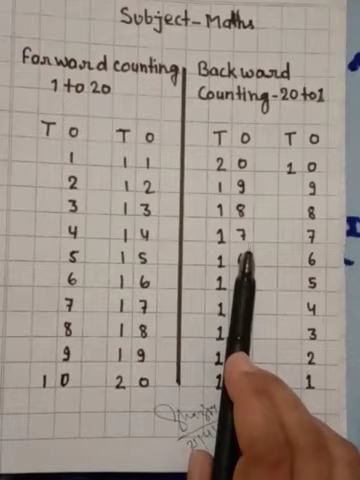 Subject-Maths
Forward counting
1 to 20
T O T O
1 1 1
2 1 2
3 1 3
4 1 4
5 1 5
6 1 6
7 1 7
8 1 8
9 1 9
1 0 2 0
Backward
Counting-20 to 1
T O T O
2 0 1 0
1 9 9
1 8 8
1 7 7
1 6
1 5
1 4
1 3
1 2
1 1